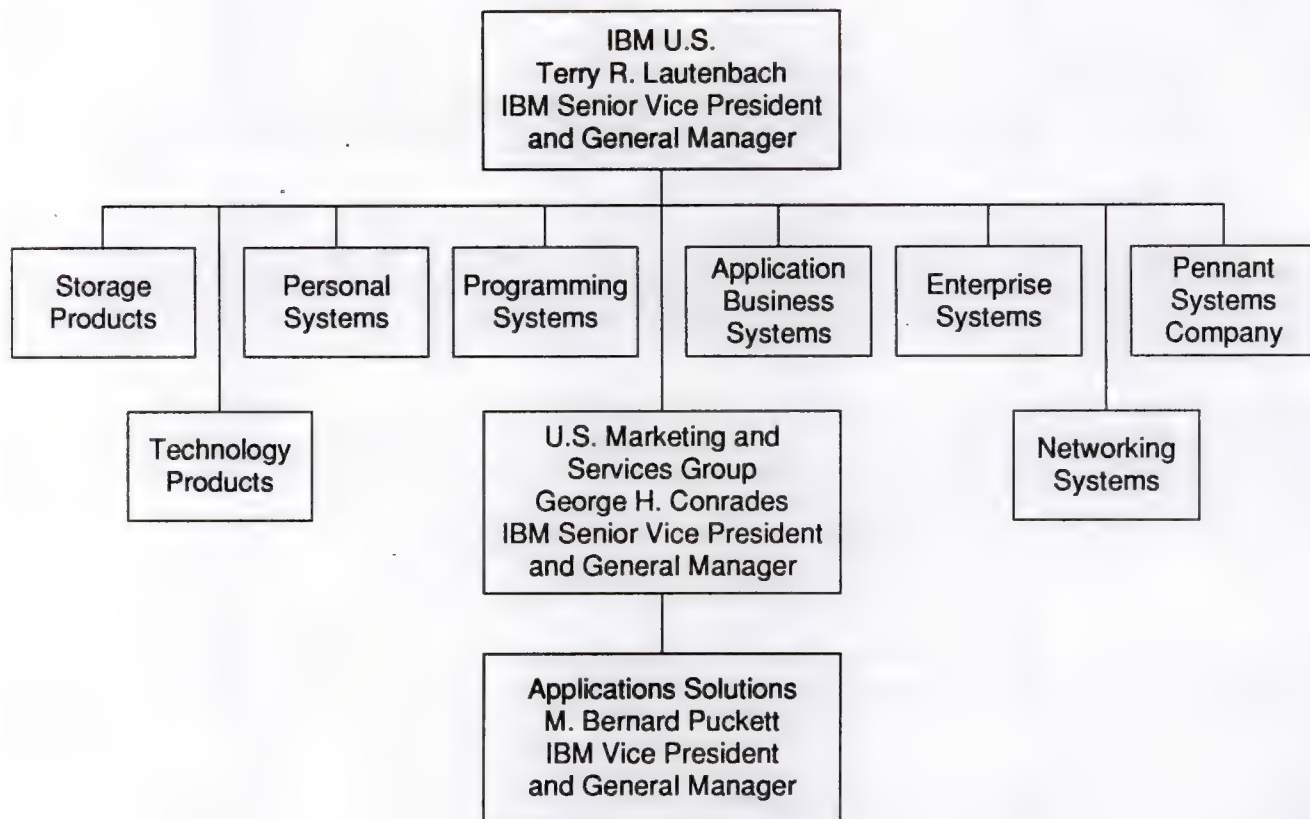 IBM U.S.
Terry R. Lautenbach
IBM Senior Vice President
and General Manager
Storage
Products
Personal
Systems
Programming
Systems
Application
Business
Systems
Enterprise
Systems
Pennant
Systems
Company
Technology
Products
U.S. Marketing and
Services Group
George H. Conrades
IBM Senior Vice President
and General Manager
Networking
Systems
Applications Solutions
M. Bernard Puckett
IBM Vice President
and General Manager